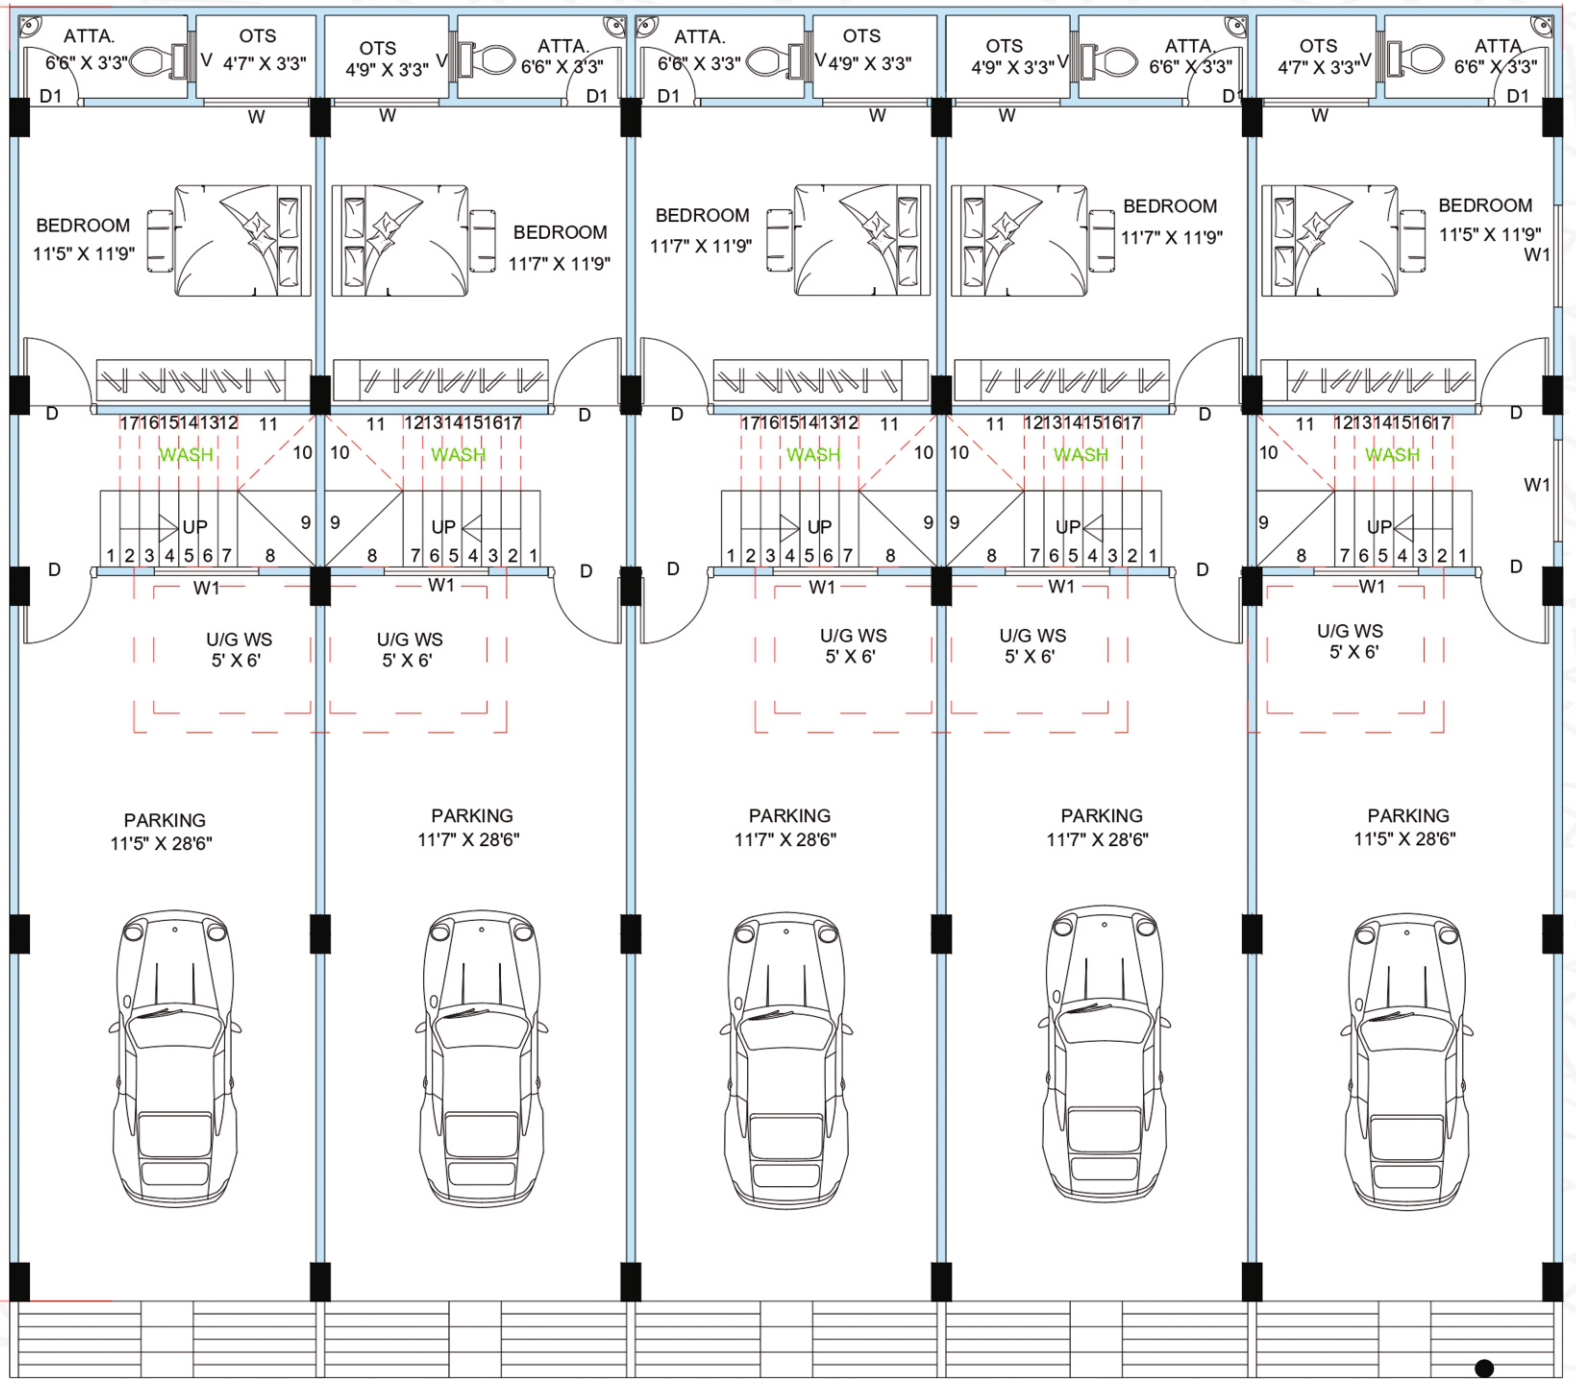 ATTA.
6'6" X 3'3"
V
OTS
4'7" X 3'3"
OTS
4'9" X 3'3"
V
ATTA.
6'6" X 3'3"
ATTA.
6'6" X 3'3"
V
OTS
4'9" X 3'3"
OTS
4'9" X 3'3"
V
ATTA.
6'6" X 3'3"
OTS
4'7" X 3'3"
V
ATTA.
6'6" X 3'3"
D1
W
W
D1
D1
W
W
D1
W
D1
BEDROOM
11'5" X 11'9"
BEDROOM
11'7" X 11'9"
BEDROOM
11'7" X 11'9"
BEDROOM
11'7" X 11'9"
BEDROOM
11'5" X 11'9"
W1
D
D
D
D
D
17 16 15 14 13 12 11
11 12 13 14 15 16 17
17 16 15 14 13 12 11
11 12 13 14 15 16 17
11 12 13 14 15 16 17
WASH
10
10
WASH
WASH
10
10
WASH
10
WASH
W1
UP
9
9
UP
UP
9
9
UP
9
UP
1 2 3 4 5 6 7 8
8 7 6 5 4 3 2 1
1 2 3 4 5 6 7 8
8 7 6 5 4 3 2 1
8 7 6 5 4 3 2 1
D
D
D
D
D
W1
W1
W1
W1
W1
U/G WS
5' X 6'
U/G WS
5' X 6'
U/G WS
5' X 6'
U/G WS
5' X 6'
U/G WS
5' X 6'
PARKING
11'5" X 28'6"
PARKING
11'7" X 28'6"
PARKING
11'7" X 28'6"
PARKING
11'7" X 28'6"
PARKING
11'5" X 28'6"